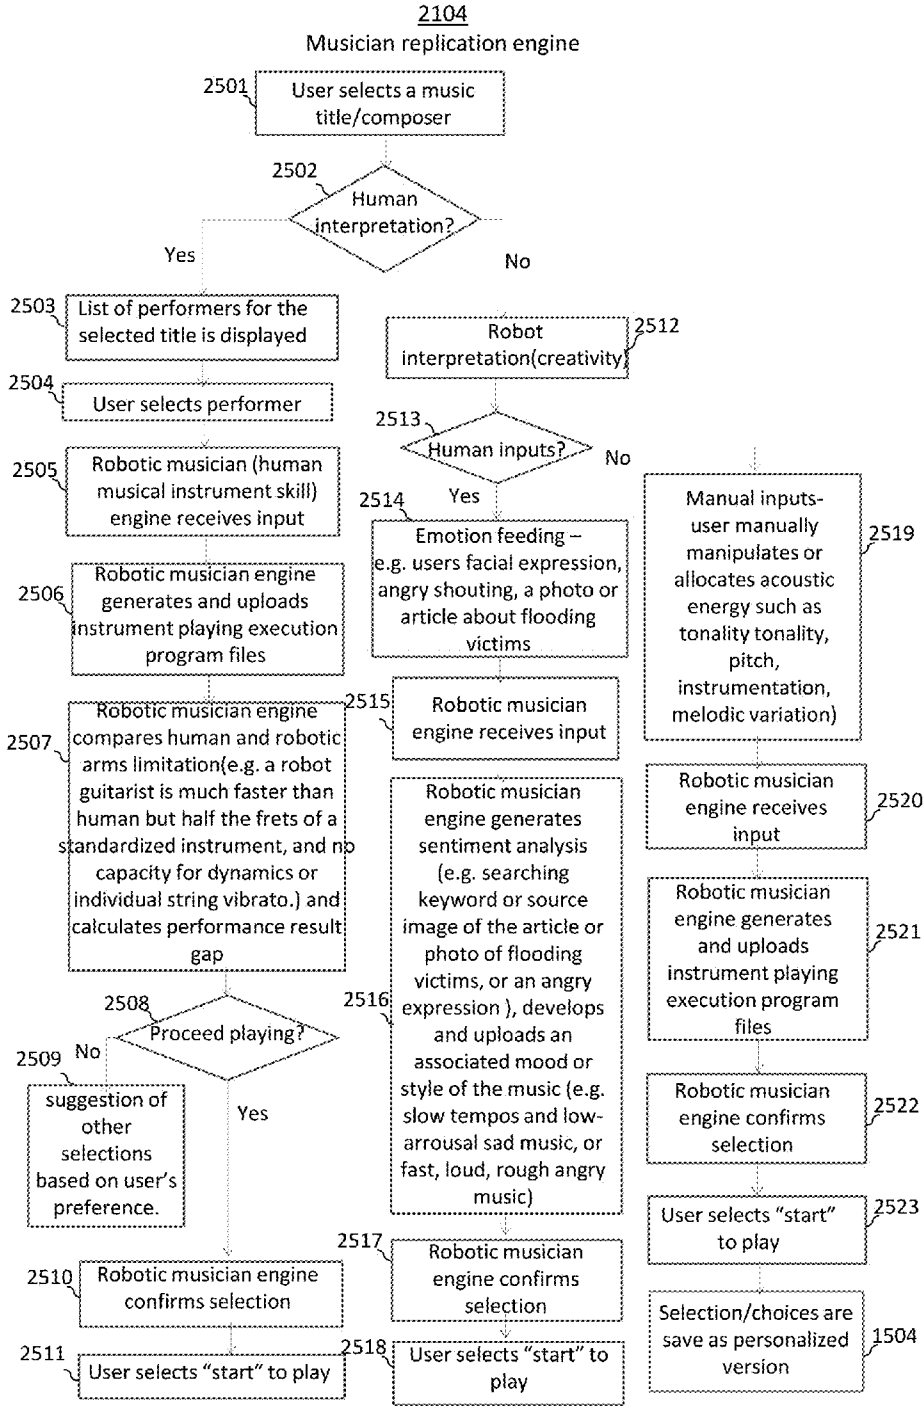 2104
Musician replication engine
2501
User selects a music
title/composer
2502
Human
interpretation?
Yes
No
2503
List of performers for the
selected title is displayed
2504
User selects performer
2505
Robotic musician (human
musical instrument skill)
engine receives input
2506
Robotic musician engine
generates and uploads
instrument playing execution
program files
2507
Robotic musician engine
compares human and robotic
arms limitation(e.g. a robot
guitarist is much faster than
human but half the frets of a
standardized instrument, and no
capacity for dynamics or
individual string vibrato.) and
calculates performance result
gap
2508
Proceed playing?
No
Yes
2509
suggestion of
other
selections
based on user's
preference.
2510
Robotic musician engine
confirms selection
2511
User selects "start" to play
2512
Robot
interpretation(creativity)
2513
Human inputs?
No
Yes
2514
Emotion feeding –
e.g. users facial expression,
angry shouting, a photo or
article about flooding
victims
2515
Robotic musician
engine receives input
2516
Robotic musician
engine generates
sentiment analysis
(e.g. searching
keyword or source
image of the article or
photo of flooding
victims, or an angry
expression ), develops
and uploads an
associated mood or
style of the music (e.g.
slow tempos and low-
arrousal sad music, or
fast, loud, rough angry
music)
2517
Robotic musician
engine confirms
selection
2518
User selects "start" to
play
2519
Manual inputs-
user manually
manipulates or
allocates acoustic
energy such as
tonality tonality,
pitch,
instrumentation,
melodic variation)
2520
Robotic musician
engine receives
input
2521
Robotic musician
engine generates
and uploads
instrument playing
execution program
files
2522
Robotic musician
engine confirms
selection
2523
User selects "start"
to play
1504
Selection/choices are
save as personalized
version